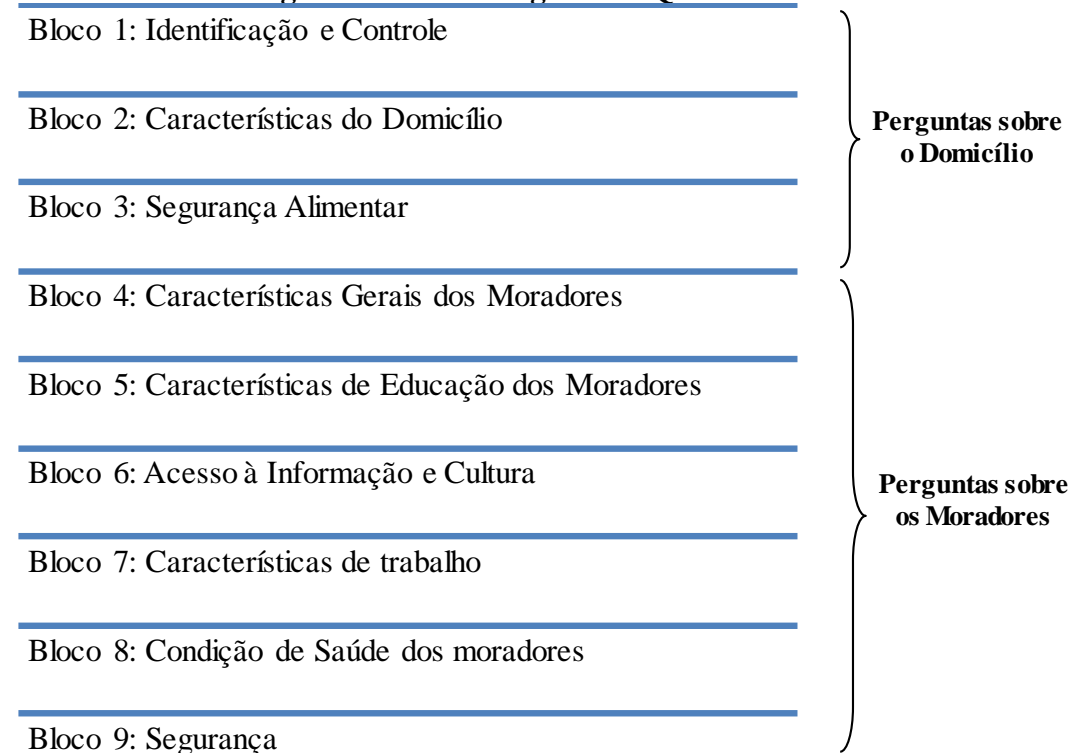 Bloco 1: Identificação e Controle
Bloco 2: Características do Domicílio
Perguntas sobre
o Domicílio
Bloco 3: Segurança Alimentar
Bloco 4: Características Gerais dos Moradores
Bloco 5: Características de Educação dos Moradores
Bloco 6: Acesso à Informação e Cultura
Perguntas sobre
os Moradores
Bloco 7: Características de trabalho
Bloco 8: Condição de Saúde dos moradores
Bloco 9: Segurança